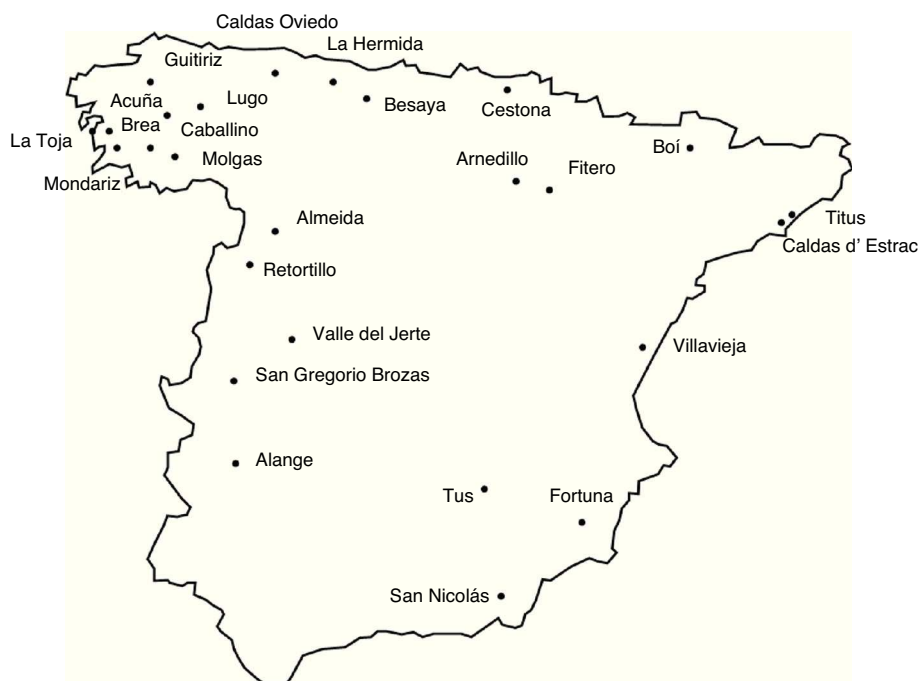 Caldas Oviedo
La Hermida
Guitiriz
Acuña
Lugo
Besaya
Cestona
La Toja
Brea
Caballino
Boí
Molgas
Arnedillo
Fitero
Mondariz
Almeida
Titus
Caldas d’ Estrac
Retortillo
Valle del Jerte
Villavieja
San Gregorio Brozas
Alange
Tus
Fortuna
San Nicolás